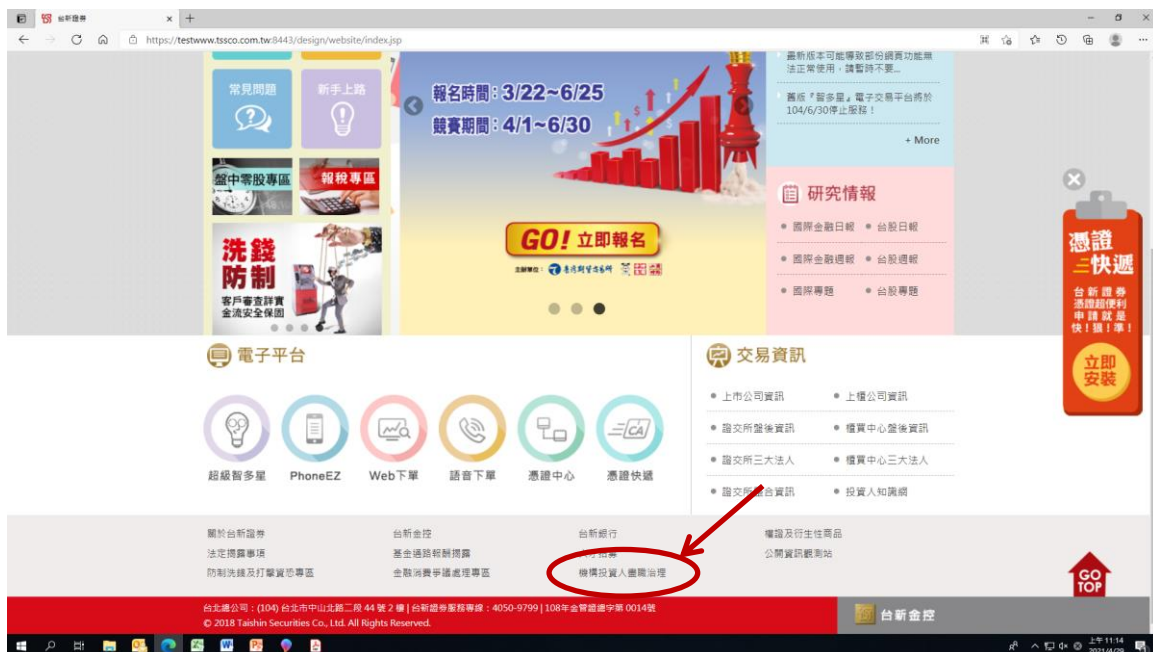 台新證券
https://testwww.tssco.com.tw:8443/design/website/index.jsp
常見問題
新手上路
盤中零股專區
報稅專區
洗錢
防制
客戶審查詳實
金流安全保固
報名時間：3/22~6/25
競賽期間：4/1~6/30
GO! 立即報名
主辦單位：
臺灣期貨交易所
最新版本可能導致部份網頁功能無
法正常使用，請暫時不要...
舊版『智多星』電子交易平台將於
104/6/30停止服務！
+ More
研究情報
國際金融日報
台股日報
國際金融週報
台股週報
國際專題
台股專題
憑證
快遞
台新證券
憑證超便利
申請就是
快！狠！準！
立即
安裝
電子平台
超級智多星
PhoneEZ
Web下單
語音下單
憑證中心
CA
憑證快遞
交易資訊
上市公司資訊
上櫃公司資訊
證交所盤後資訊
櫃買中心盤後資訊
證交所三大法人
櫃買中心三大法人
投資人知識網
關於台新證券
台新金控
台新銀行
權證及衍生性商品
法定揭露事項
基金通路報酬揭露
公開資訊觀測站
防制洗錢及打擊資恐專區
金融消費爭議處理專區
機構投資人盡職治理
GO
TOP
台北總公司：(104) 台北市中山北路二段 44 號 2 樓 | 台新證券服務專線：4050-9799 | 108年金管證總字第 0014號
© 2018 Taishin Securities Co., Ltd. All Rights Reserved.
台新金控
上午 11:14
2021/4/29